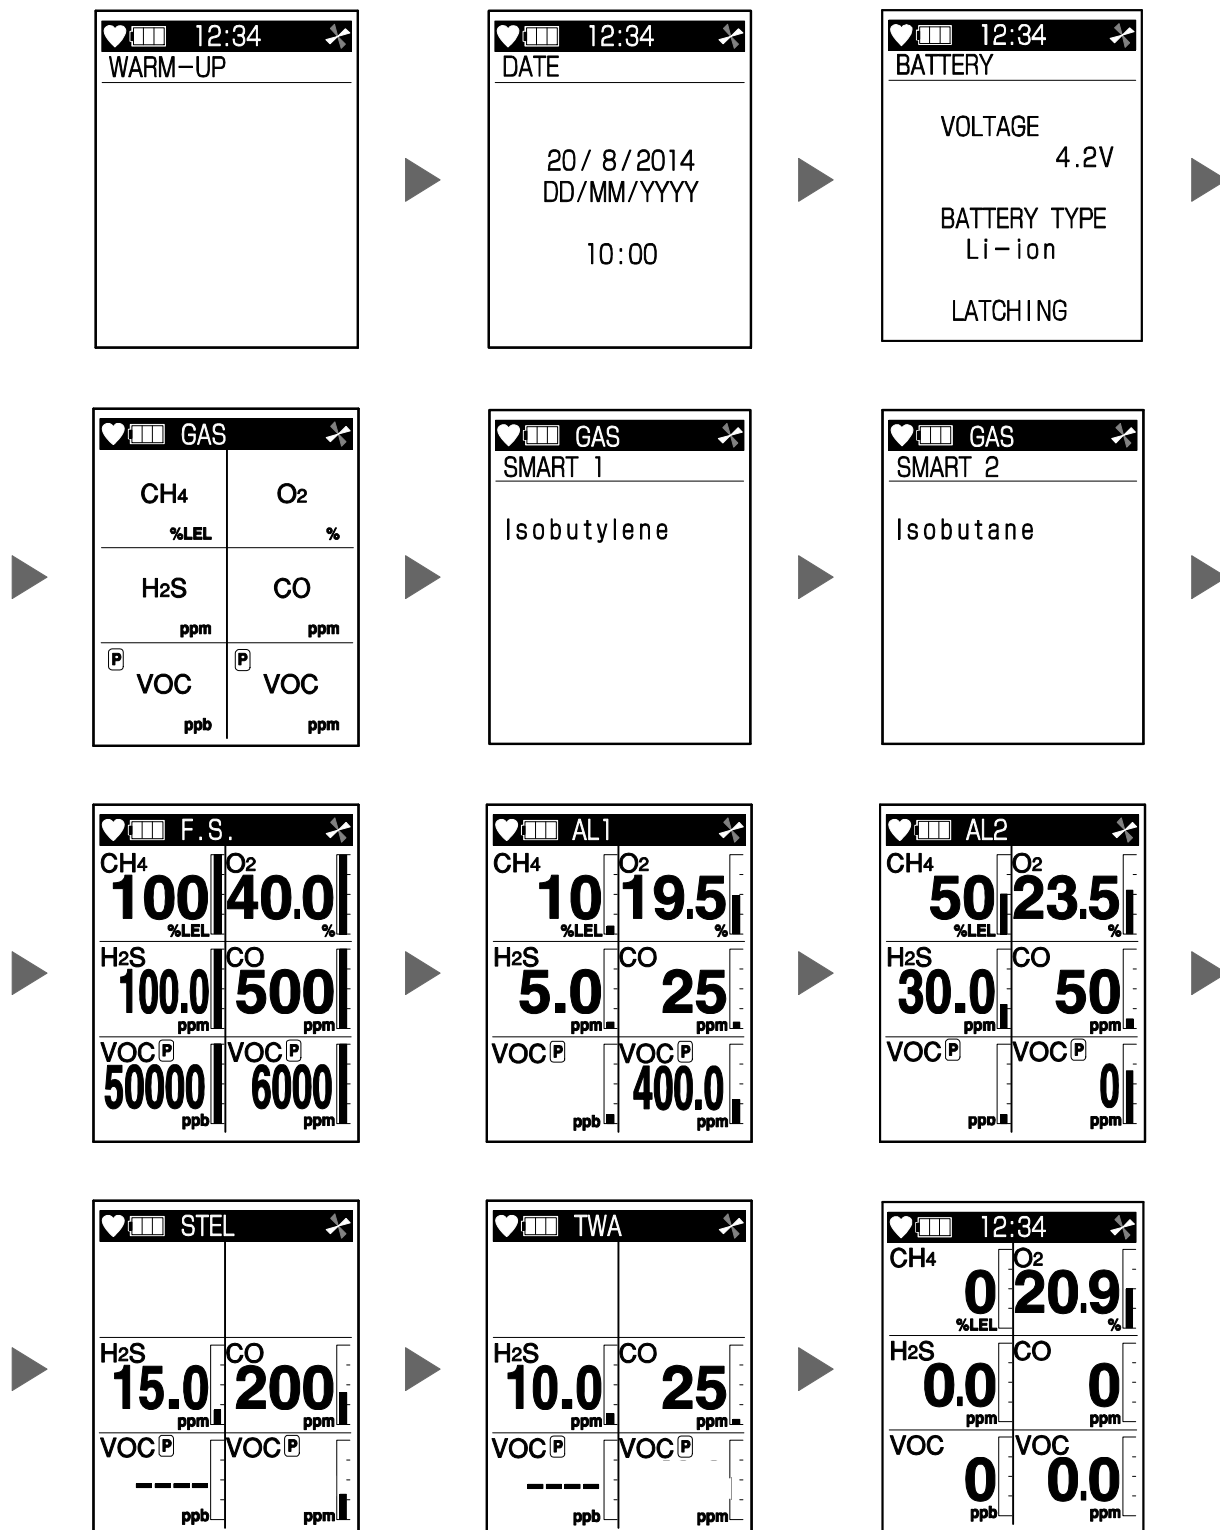 12:34
WARM-UP
12:34
DATE
20/ 8/2014
DD/MM/YYYY
10:00
12:34
BATTERY
VOLTAGE
4.2V
BATTERY TYPE
Li-ion
LATCHING
GAS
CH4 O2
%LEL %
H2S CO
ppm ppm
P P
VOC VOC
ppb ppm
GAS
SMART 1
Isobutylene
GAS
SMART 2
Isobutane
F.S.
CH4 O2
100 40.0
%LEL %
H2S CO
100.0 500
ppm ppm
VOC P VOC P
50000 6000
ppb ppm
AL1
CH4 O2
10 19.5
%LEL %
H2S CO
5.0 25
ppm ppm
VOC P VOC P
400.0
ppb ppm
AL2
CH4 O2
50 23.5
%LEL %
H2S CO
30.0 50
ppm ppm
VOC P VOC P
0
ppb ppm
STEL
H2S CO
15.0 200
ppm ppm
VOC P VOC P
----
ppb ppm
TWA
H2S CO
10.0 25
ppm ppm
VOC P VOC P
----
ppb ppm
12:34
CH4 O2
0 20.9
%LEL %
H2S CO
0.0 0
ppm ppm
VOC VOC
0 0.0
ppb ppm